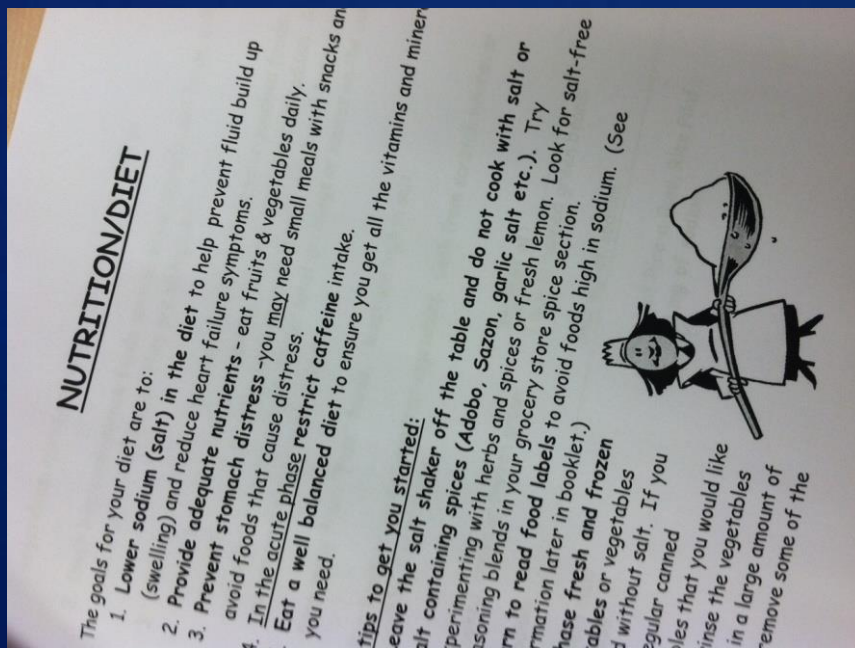 NUTRITION/DIET
The goals for your diet are to:
1. Lower sodium (salt) in the diet to help prevent fluid build up
(swelling) and reduce heart failure symptoms.
2. Provide adequate nutrients - eat fruits & vegetables daily.
3. Prevent stomach distress -you may need small meals with snacks an
avoid foods that cause distress.
4. In the acute phase restrict caffeine intake.
Eat a well balanced diet to ensure you get all the vitamins and miner
you need.
tips to get you started:
eave the salt shaker off the table and do not cook with salt or
alt containing spices (Adobo, Sazon, garlic salt etc.). Try
xperimenting with herbs and spices or fresh lemon. Look for salt-free
asoning blends in your grocery store spice section.
rn to read food labels to avoid foods high in sodium. (See
rmation later in booklet.)
hase fresh and frozen
ables or vegetables
d without salt. If you
egular canned
les that you would like
inse the vegetables
in a large amount of
remove some of the